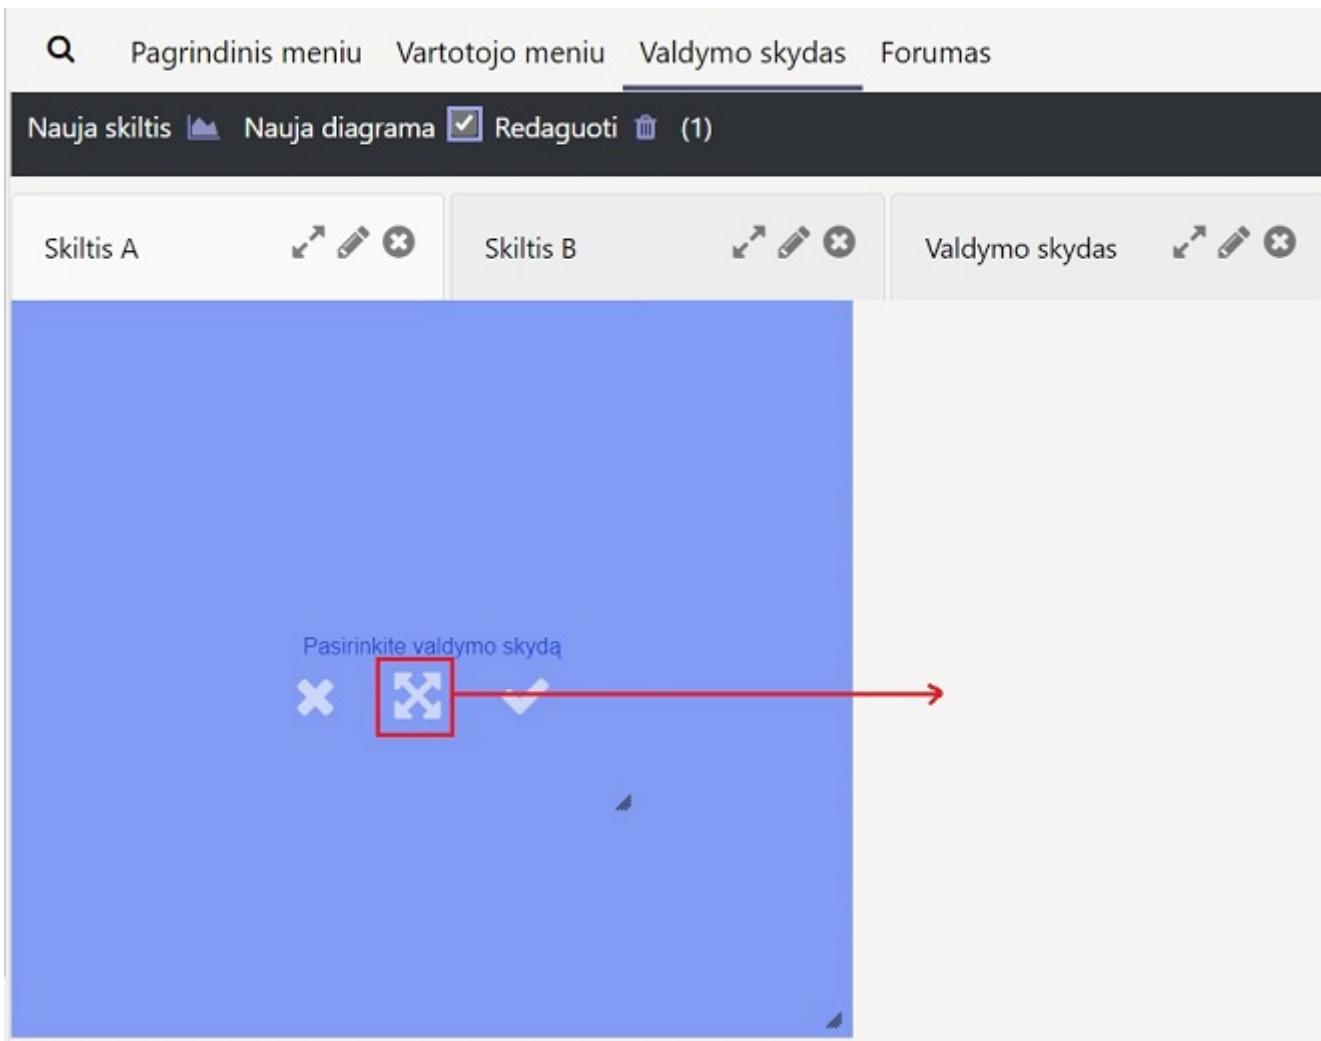 Pagrindinis meniu Vartotojo meniu Valdymo skydas Forumas
Nauja skiltis Nauja diagrama Redaguoti (1)
Skiltis A Skiltis B Valdymo skydas
Pasirinkite valdymo skydą